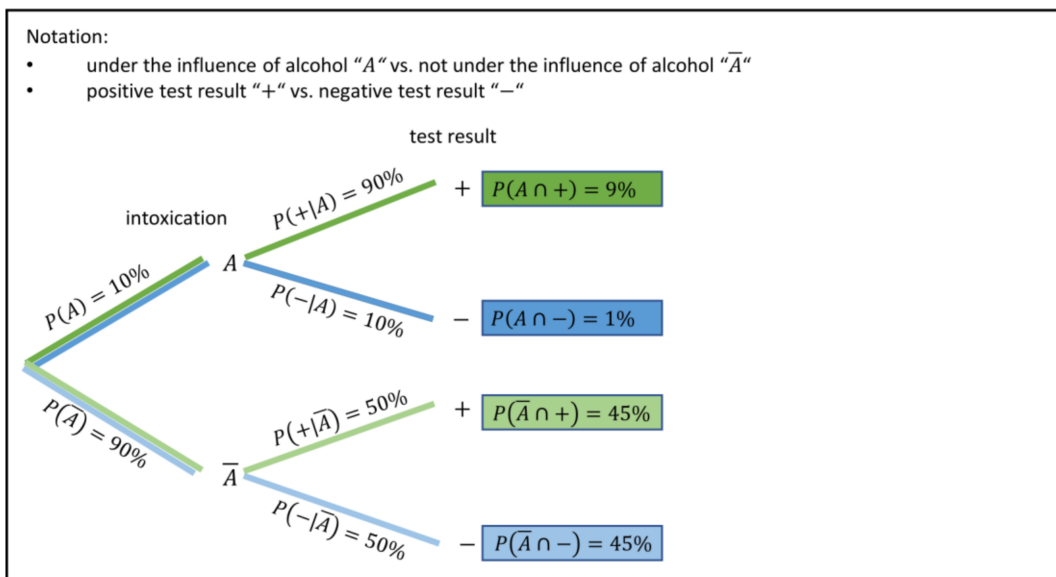 Notation:
• under the influence of alcohol “A“ vs. not under the influence of alcohol “A̅“
• positive test result “+“ vs. negative test result “−“
test result
P(+|A) = 90%
+ P(A ∩ +) = 9%
intoxication
P(A) = 10%
A
P(−|A) = 10%
− P(A ∩ −) = 1%
P(A̅) = 90%
P(+|A̅) = 50%
+ P(A̅ ∩ +) = 45%
A̅
P(−|A̅) = 50%
− P(A̅ ∩ −) = 45%